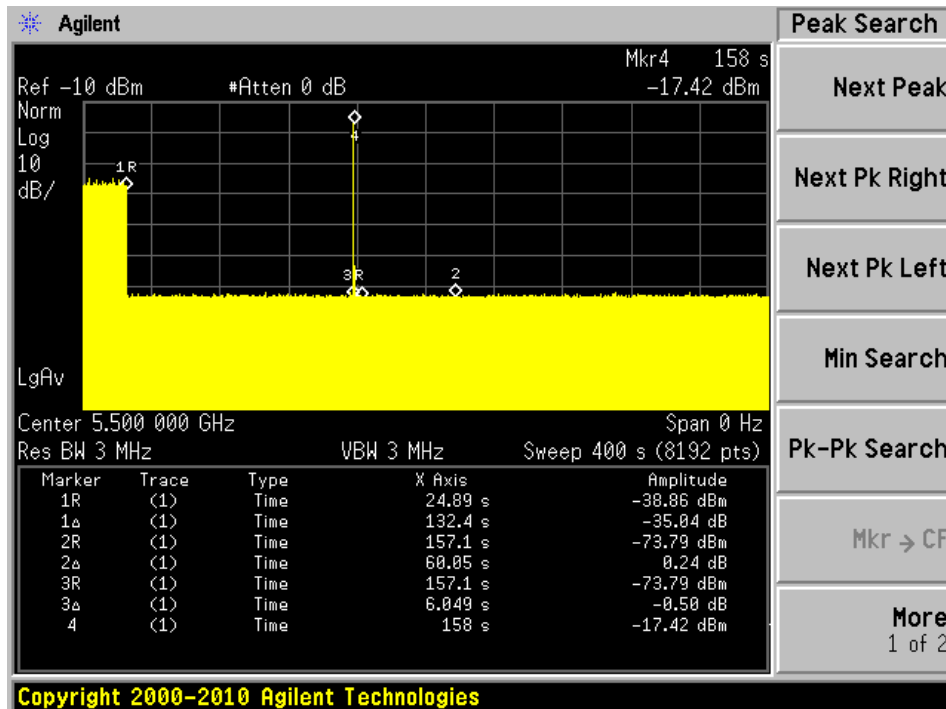 Agilent
Peak Search
Mkr4 158 s
Ref -10 dBm #Atten 0 dB -17.42 dBm
Norm
Log
10
dB/
1R
4
3R
2
LgAv
Center 5.500 000 GHz Span 0 Hz
Res BW 3 MHz VBW 3 MHz Sweep 400 s (8192 pts)
Marker Trace Type X Axis Amplitude
1R (1) Time 24.89 s -38.86 dBm
1Δ (1) Time 132.4 s -35.04 dB
2R (1) Time 157.1 s -73.79 dBm
2Δ (1) Time 60.05 s 0.24 dB
3R (1) Time 157.1 s -73.79 dBm
3Δ (1) Time 6.049 s -0.50 dB
4 (1) Time 158 s -17.42 dBm
Next Peak
Next Pk Right
Next Pk Left
Min Search
Pk-Pk Search
Mkr → CF
More
1 of 2
Copyright 2000-2010 Agilent Technologies